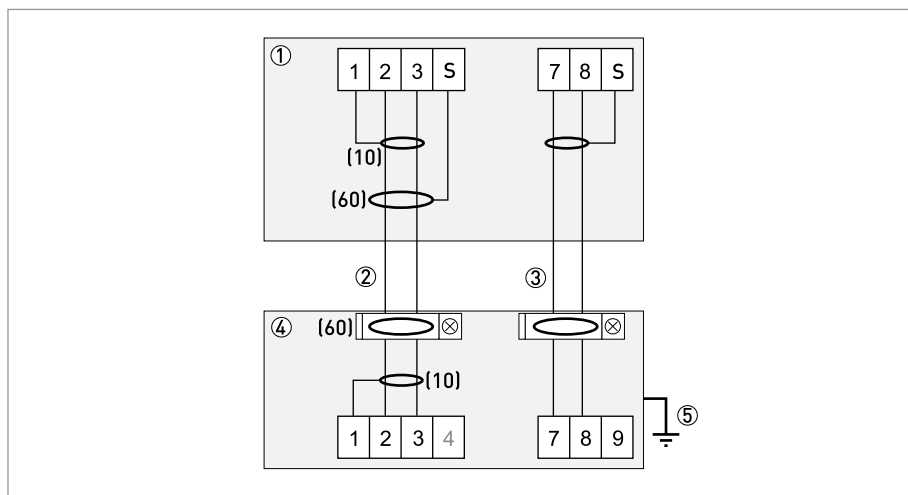 ①
1 2 3 S
7 8 S
(10)
(60)
②
③
④
(60)
(10)
⑤
1 2 3 4
7 8 9